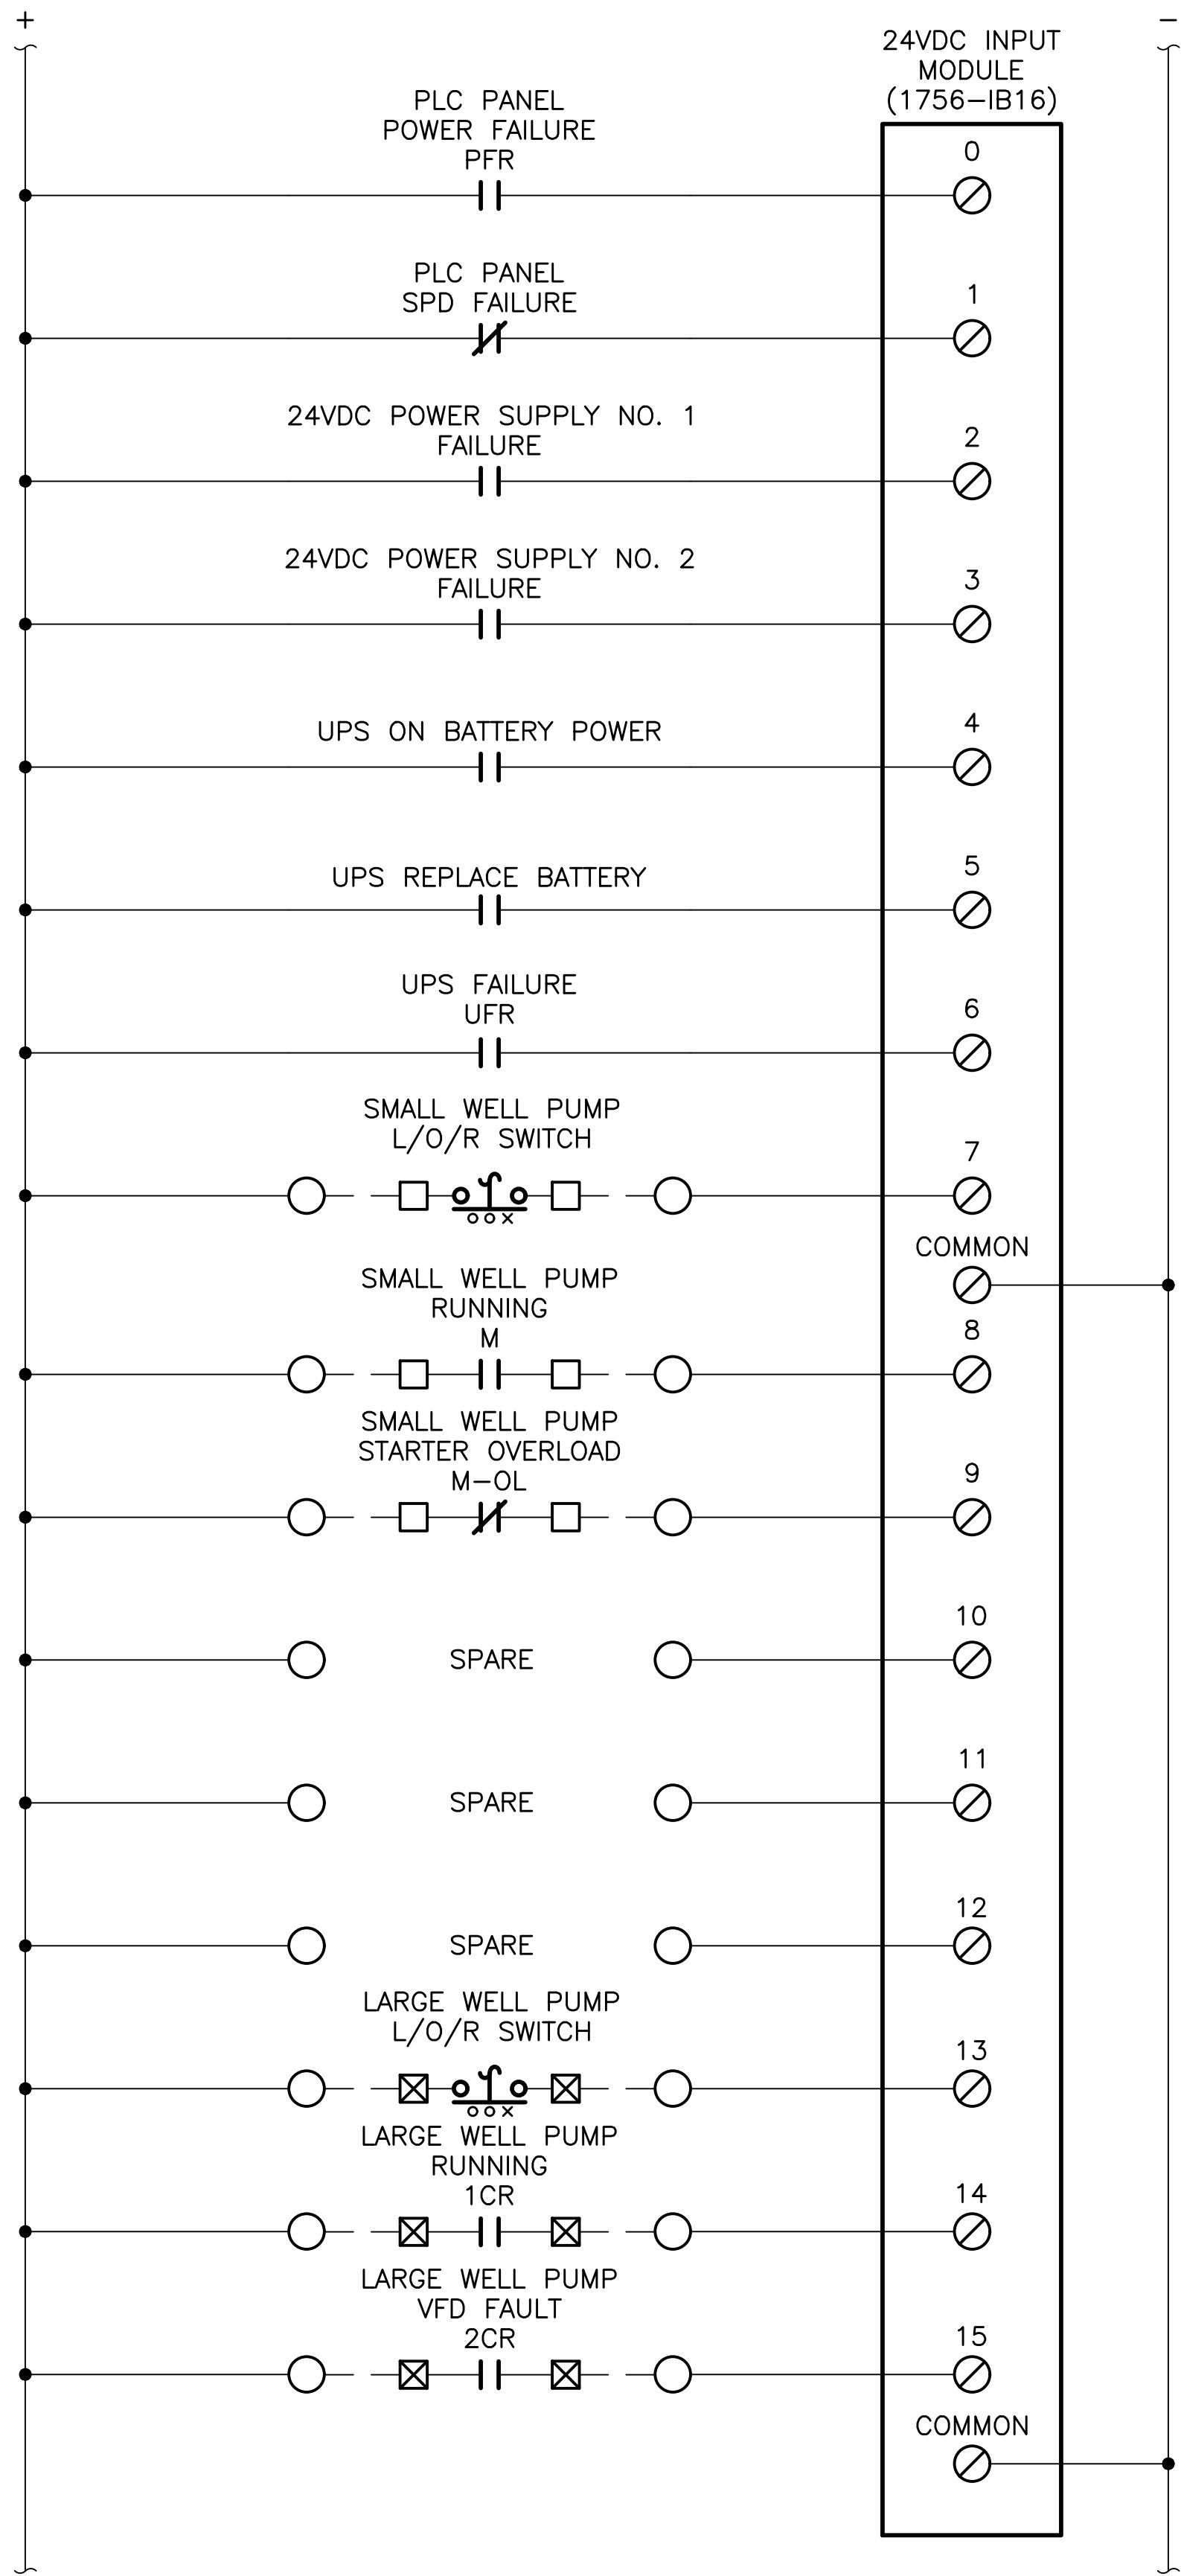 +
−
24VDC INPUT
MODULE
(1756−IB16)
PLC PANEL
POWER FAILURE
PFR
0
PLC PANEL
SPD FAILURE
1
24VDC POWER SUPPLY NO. 1
FAILURE
2
24VDC POWER SUPPLY NO. 2
FAILURE
3
UPS ON BATTERY POWER
4
UPS REPLACE BATTERY
5
UPS FAILURE
UFR
6
SMALL WELL PUMP
L/O/R SWITCH
7
COMMON
SMALL WELL PUMP
RUNNING
M
8
SMALL WELL PUMP
STARTER OVERLOAD
M−OL
9
SPARE
10
SPARE
11
SPARE
12
LARGE WELL PUMP
L/O/R SWITCH
13
LARGE WELL PUMP
RUNNING
1CR
14
LARGE WELL PUMP
VFD FAULT
2CR
15
COMMON